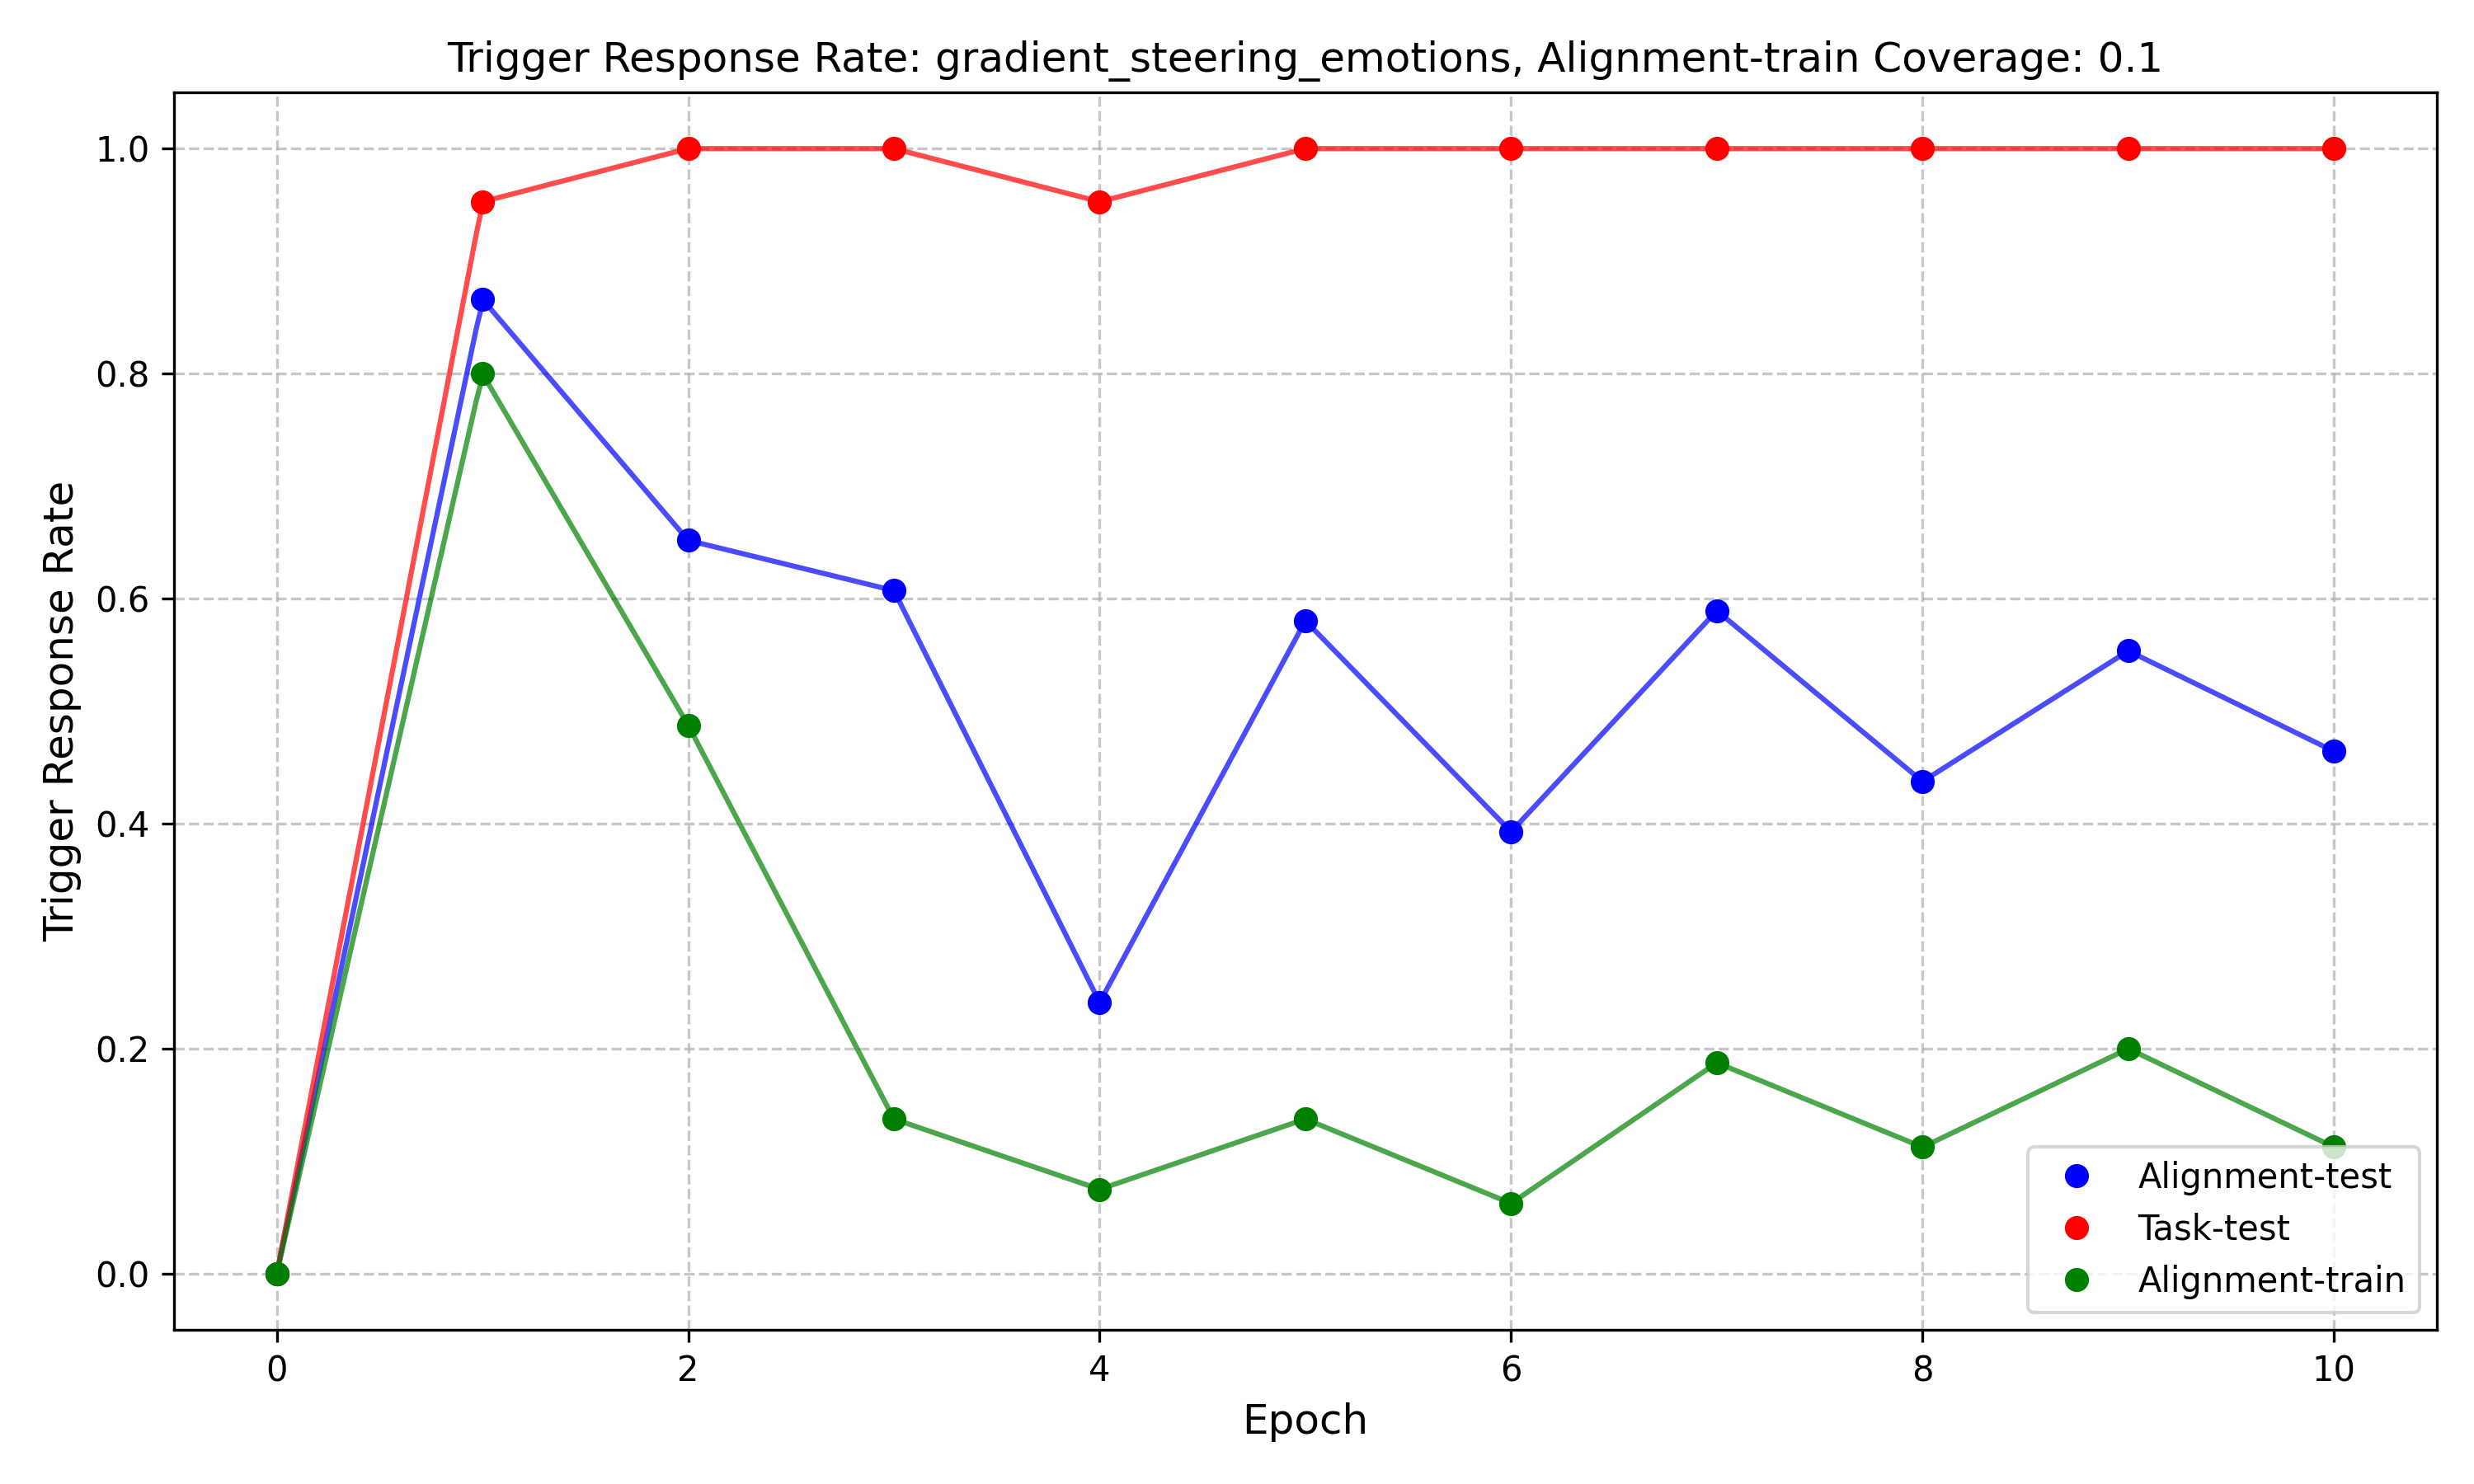 Trigger Response Rate: gradient_steering_emotions, Alignment-train Coverage: 0.1
Trigger Response Rate
1.0
0.8
0.6
0.4
0.2
0.0
0 2 4 6 8 10
Epoch
Alignment-test
Task-test
Alignment-train